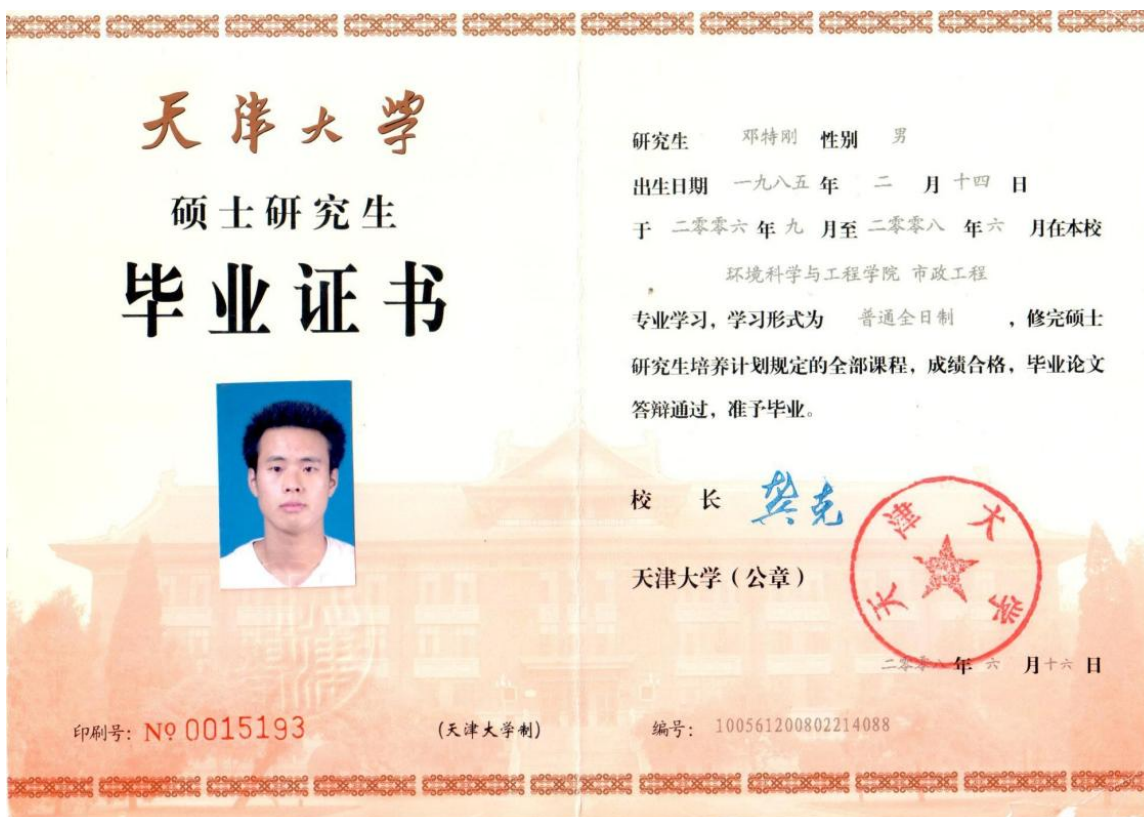 天津大学
硕士研究生
毕业证书
印刷号：№ 0015193
（天津大学制）
研究生 邓特刚 性别 男
出生日期 一九八五 年 二 月 十四 日
于 二零零六 年 九 月至 二零零八 年 六 月在本校
环境科学与工程学院 市政工程
专业学习，学习形式为 普通全日制 ，修完硕士
研究生培养计划规定的全部课程，成绩合格，毕业论文
答辩通过，准予毕业。
校 长 龚克
天津大学（公章）
天津大学
二零零八 年 六 月 十六 日
编号： 100561200802214088